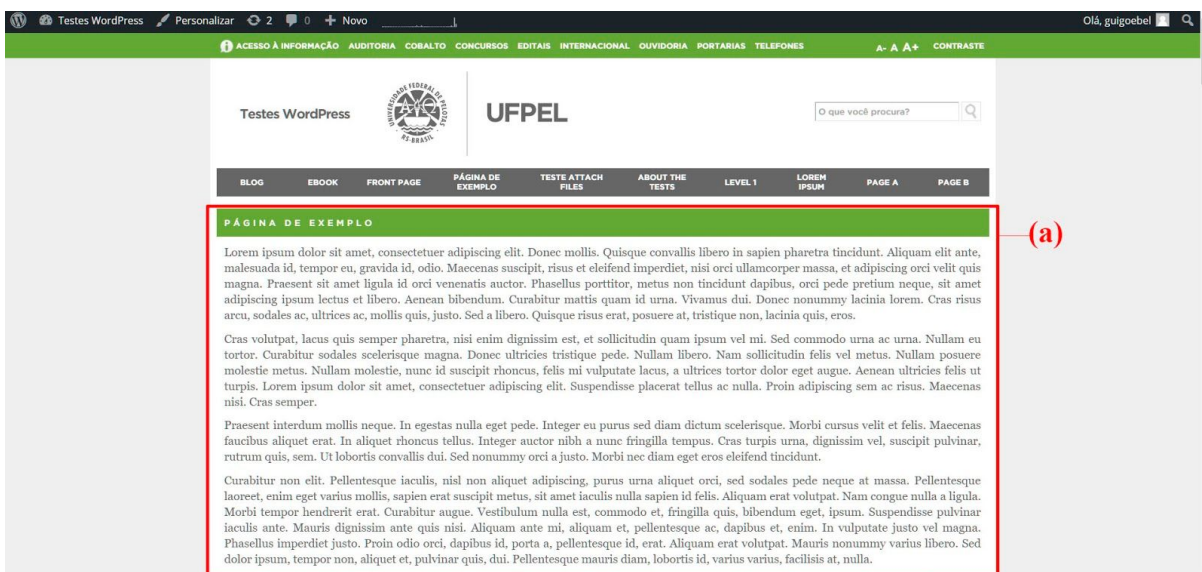 Testes WordPress Personalizar 2 0 + Novo Olá, guigoebel
ACESSO À INFORMAÇÃO AUDITORIA COBALTO CONCURSOS EDITAIS INTERNACIONAL OUVIDORIA PORTARIAS TELEFONES A- A A+ CONTRASTE
Testes WordPress
UNIVERSIDADE FEDERAL DE PELOTAS
RS-BRASIL
UFPEL
O que você procura?
BLOG EBOOK FRONT PAGE PÁGINA DE EXEMPLO TESTE ATTACH FILES ABOUT THE TESTS LEVEL 1 LOREM IPSUM PAGE A PAGE B
PÁGINA DE EXEMPLO
(a)
Lorem ipsum dolor sit amet, consectetuer adipiscing elit. Donec mollis. Quisque convallis libero in sapien pharetra tincidunt. Aliquam elit ante,
malesuada id, tempor eu, gravida id, odio. Maecenas suscipit, risus et eleifend imperdiet, nisi orci ullamcorper massa, et adipiscing orci velit quis
magna. Praesent sit amet ligula id orci venenatis auctor. Phasellus porttitor, metus non tincidunt dapibus, orci pede pretium neque, sit amet
adipiscing ipsum lectus et libero. Aenean bibendum. Curabitur mattis quam id urna. Vivamus dui. Donec nonummy lacinia lorem. Cras risus
arcu, sodales ac, ultrices ac, mollis quis, justo. Sed a libero. Quisque risus erat, posuere at, tristique non, lacinia quis, eros.
Cras volutpat, lacus quis semper pharetra, nisi enim dignissim est, et sollicitudin quam ipsum vel mi. Sed commodo urna ac urna. Nullam eu
tortor. Curabitur sodales scelerisque magna. Donec ultricies tristique pede. Nullam libero. Nam sollicitudin felis vel metus. Nullam posuere
molestie metus. Nullam molestie, nunc id suscipit rhoncus, felis mi vulputate lacus, a ultrices tortor dolor eget augue. Aenean ultricies felis ut
turpis. Lorem ipsum dolor sit amet, consectetuer adipiscing elit. Suspendisse placerat tellus ac nulla. Proin adipiscing sem ac risus. Maecenas
nisi. Cras semper.
Praesent interdum mollis neque. In egestas nulla eget pede. Integer eu purus sed diam dictum scelerisque. Morbi cursus velit et felis. Maecenas
faucibus aliquet erat. In aliquet rhoncus tellus. Integer auctor nibh a nunc fringilla tempus. Cras turpis urna, dignissim vel, suscipit pulvinar,
rutrum quis, sem. Ut lobortis convallis dui. Sed nonummy orci a justo. Morbi nec diam eget eros eleifend tincidunt.
Curabitur non elit. Pellentesque iaculis, nisl non aliquet adipiscing, purus urna aliquet orci, sed sodales pede neque at massa. Pellentesque
laoreet, enim eget varius mollis, sapien erat suscipit metus, sit amet iaculis nulla sapien id felis. Aliquam erat volutpat. Nam congue nulla a ligula.
Morbi tempor hendrerit erat. Curabitur augue. Vestibulum nulla est, commodo et, fringilla quis, bibendum eget, ipsum. Suspendisse pulvinar
iaculis ante. Mauris dignissim ante quis nisi. Aliquam ante mi, aliquam et, pellentesque ac, dapibus et, enim. In vulputate justo vel magna.
Phasellus imperdiet justo. Proin odio orci, dapibus id, porta a, pellentesque id, erat. Aliquam erat volutpat. Mauris nonummy varius libero. Sed
dolor ipsum, tempor non, aliquet et, pulvinar quis, dui. Pellentesque mauris diam, lobortis id, varius varius, facilisis at, nulla.